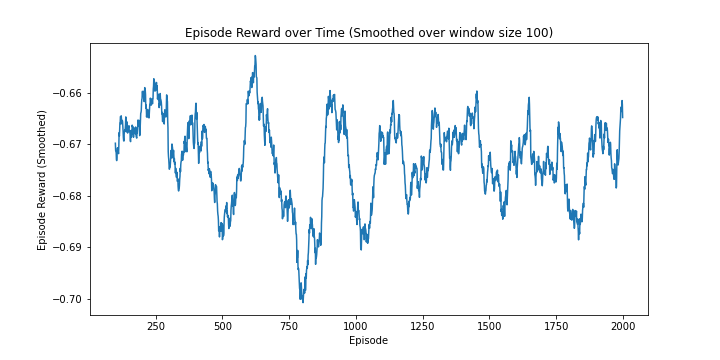 Episode Reward over Time (Smoothed over window size 100)
Episode Reward (Smoothed)
−0.66
−0.67
−0.68
−0.69
−0.70
250 500 750 1000 1250 1500 1750 2000
Episode